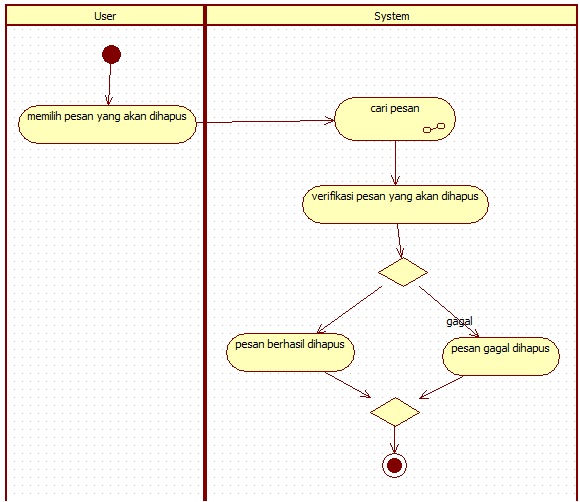 User
System
memilih pesan yang akan dihapus
cari pesan
verifikasi pesan yang akan dihapus
gagal
pesan berhasil dihapus
pesan gagal dihapus